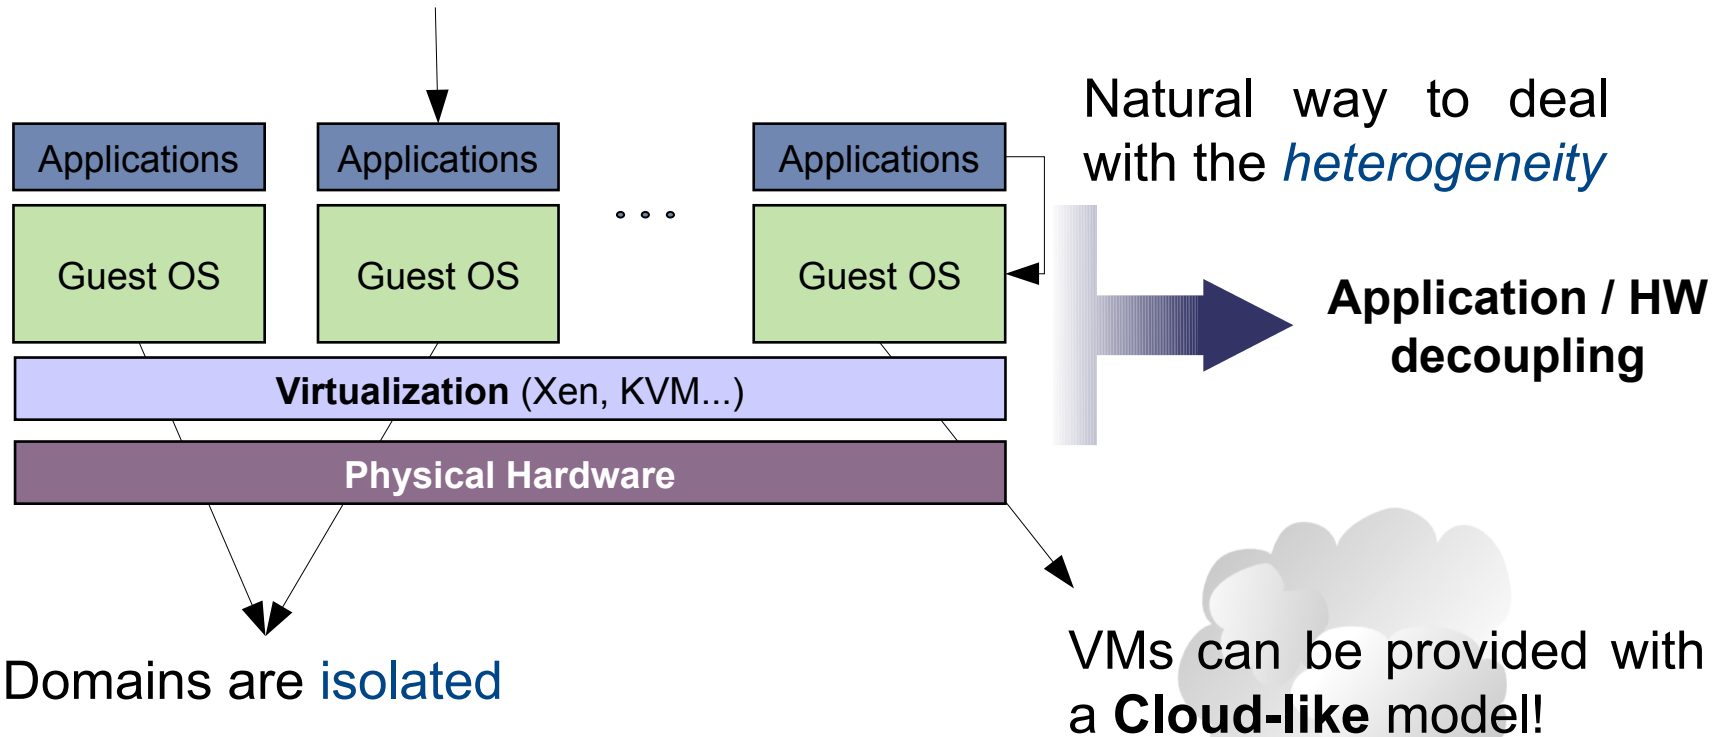 Natural way to deal
with the heterogeneity
Applications
Applications
Applications
. . .
Guest OS
Guest OS
Guest OS
Application / HW
decoupling
Virtualization (Xen, KVM...)
Physical Hardware
Domains are isolated
VMs can be provided with
a Cloud-like model!